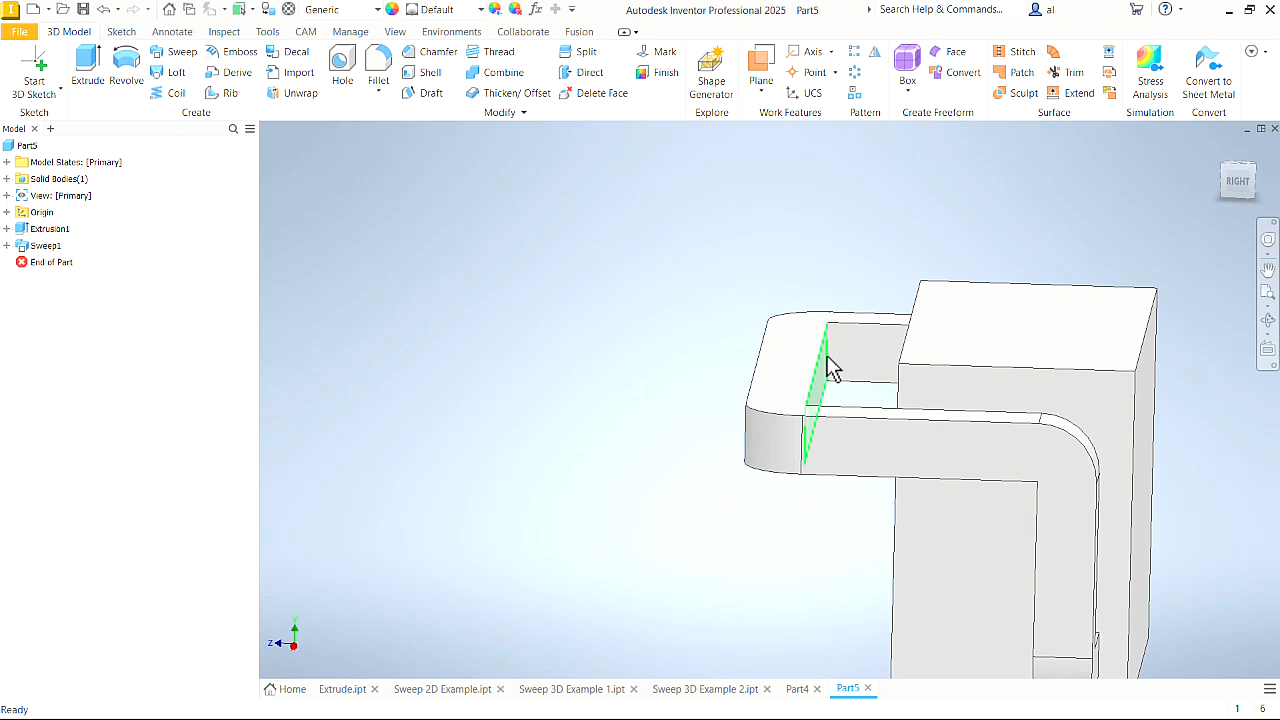 Generic
Default
Autodesk Inventor Professional 2025 Part5
Search Help & Commands...
al
File
3D Model
Sketch
Annotate
Inspect
Tools
CAM
Manage
View
Environments
Collaborate
Fusion
Start
3D Sketch
Extrude
Revolve
Sweep
Loft
Coil
Emboss
Derive
Rib
Decal
Import
Unwrap
Hole
Fillet
Chamfer
Shell
Draft
Thread
Combine
Thicken/ Offset
Split
Direct
Delete Face
Mark
Finish
Shape
Generator
Plane
Axis
Point
UCS
Box
Face
Convert
Stitch
Patch
Sculpt
Trim
Extend
Stress
Analysis
Convert to
Sheet Metal
Sketch
Create
Modify
Explore
Work Features
Pattern
Create Freeform
Surface
Simulation
Convert
Model
Part5
Model States: [Primary]
Solid Bodies(1)
View: [Primary]
Origin
Extrusion1
Sweep1
End of Part
RIGHT
Y
Z
Home
Extrude.ipt
Sweep 2D Example.ipt
Sweep 3D Example 1.ipt
Sweep 3D Example 2.ipt
Part4
Part5
Ready
1 6